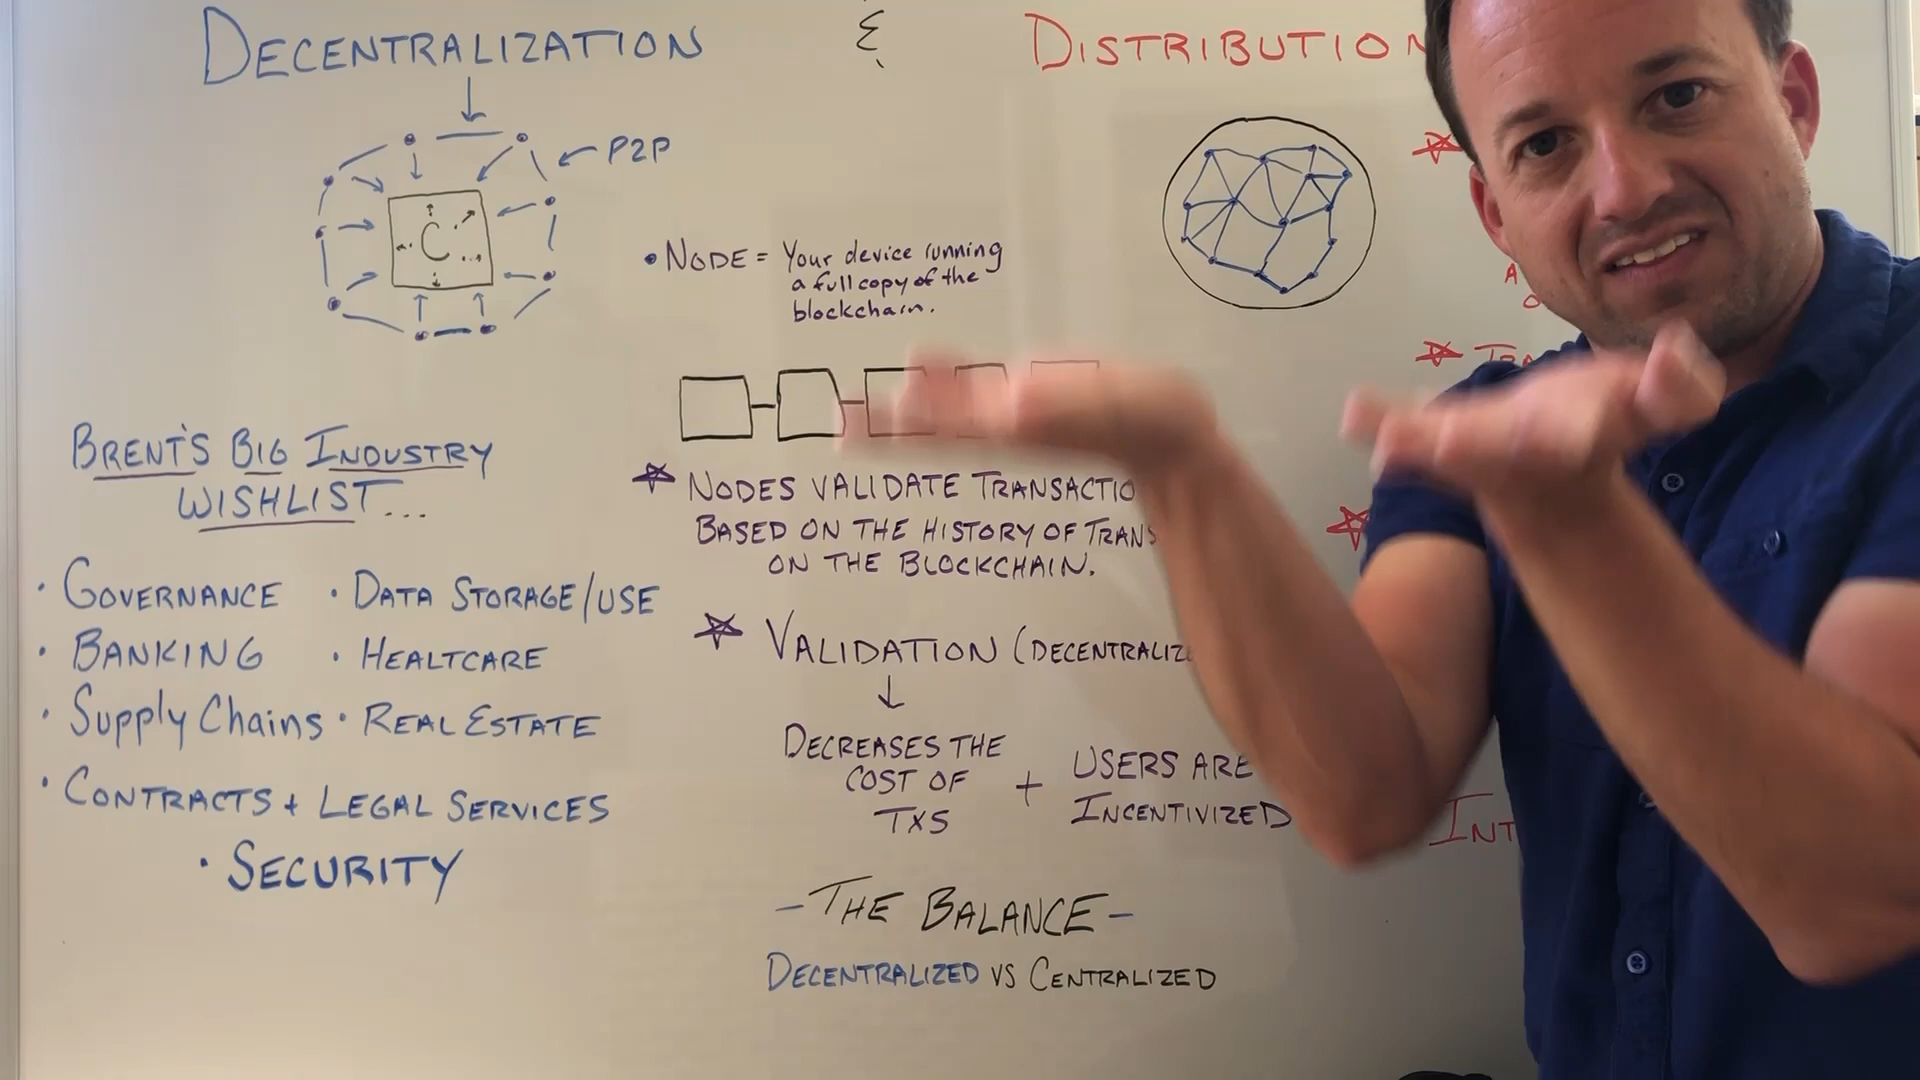 DECENTRALIZATION
&
DISTRIBUTION
P2P
C
• NODE = Your device running
a full copy of the
blockchain.
BRENT'S BIG INDUSTRY
WISHLIST...
• GOVERNANCE
• DATA STORAGE/USE
• BANKING
• HEALTCARE
• Supply Chains
• REAL ESTATE
• CONTRACTS + LEGAL SERVICES
• SECURITY
NODES VALIDATE TRANSACTIO
BASED ON THE HISTORY OF TRANS
ON THE BLOCKCHAIN.
VALIDATION (DECENTRALIZ
DECREASES THE
COST OF
TXS
+
USERS ARE
INCENTIVIZED
- THE BALANCE -
DECENTRALIZED VS CENTRALIZED
A
O
TRA
INT